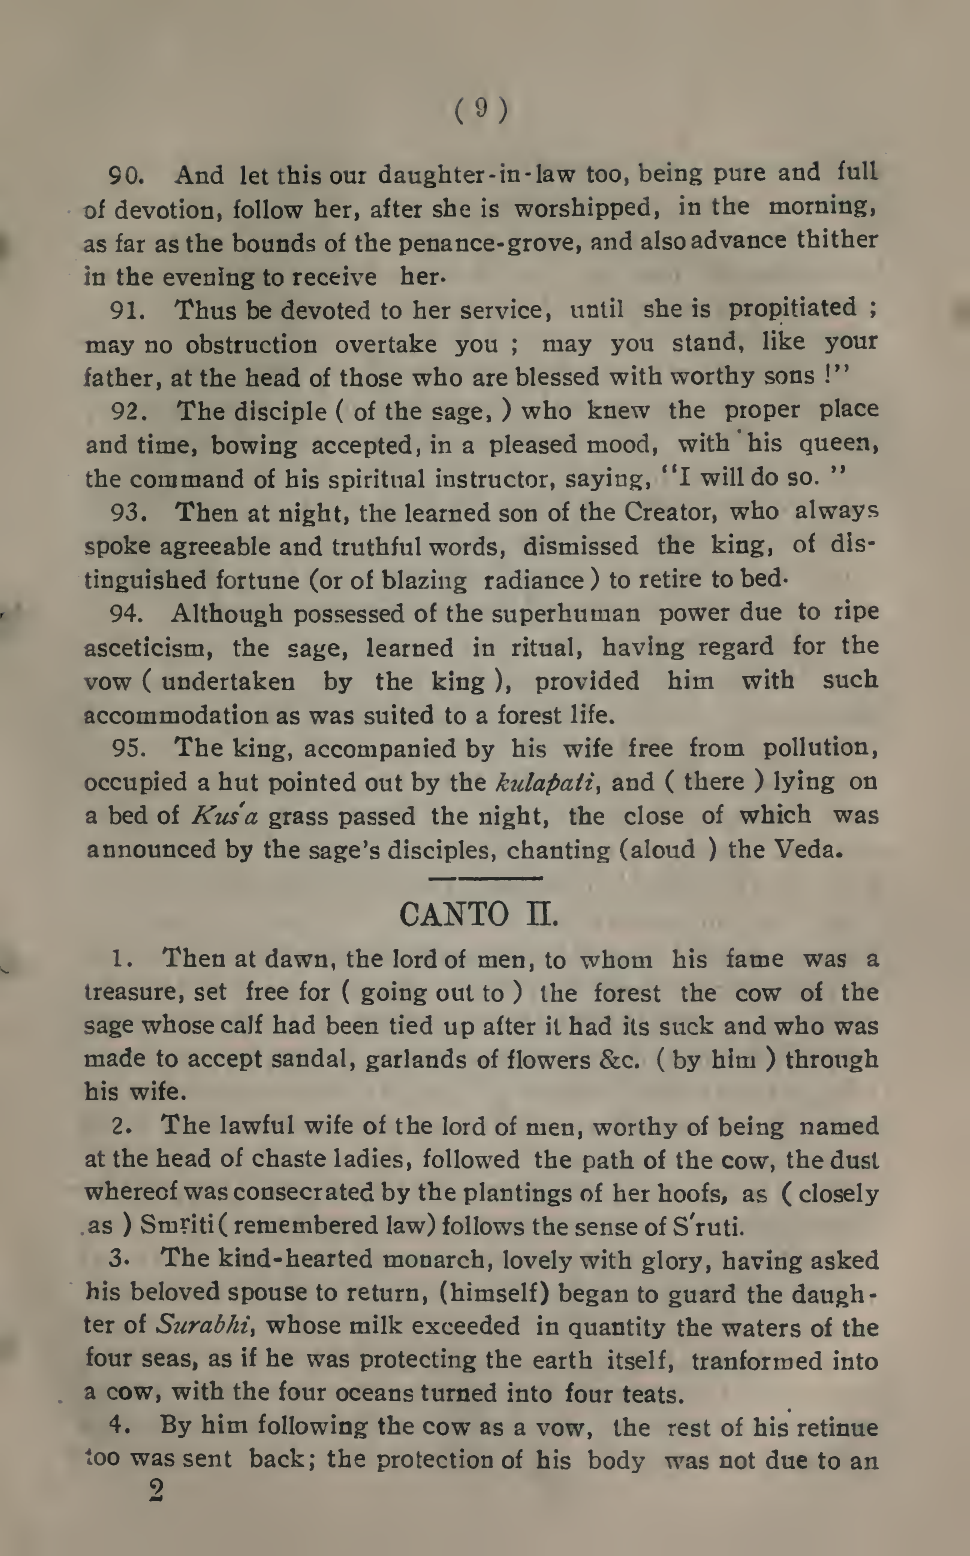 ( 9 )
90. And let this our daughter-in-law too, being pure and full
of devotion, follow her, after she is worshipped, in the morning,
as far as the bounds of the penance-grove, and also advance thither
in the evening to receive her.
91. Thus be devoted to her service, until she is propitiated ;
may no obstruction overtake you ; may you stand, like your
father, at the head of those who are blessed with worthy sons !"
92. The disciple ( of the sage, ) who knew the proper place
and time, bowing accepted, in a pleased mood, with his queen,
the command of his spiritual instructor, saying, "I will do so. "
93. Then at night, the learned son of the Creator, who always
spoke agreeable and truthful words, dismissed the king, of dis-
tinguished fortune (or of blazing radiance ) to retire to bed.
94. Although possessed of the superhuman power due to ripe
asceticism, the sage, learned in ritual, having regard for the
vow ( undertaken by the king ), provided him with such
accommodation as was suited to a forest life.
95. The king, accompanied by his wife free from pollution,
occupied a hut pointed out by the kulapati, and ( there ) lying on
a bed of Kus'a grass passed the night, the close of which was
announced by the sage's disciples, chanting (aloud ) the Veda.
CANTO II.
1. Then at dawn, the lord of men, to whom his fame was a
treasure, set free for ( going out to ) the forest the cow of the
sage whose calf had been tied up after it had its suck and who was
made to accept sandal, garlands of flowers &c. ( by him ) through
his wife.
2. The lawful wife of the lord of men, worthy of being named
at the head of chaste ladies, followed the path of the cow, the dust
whereof was consecrated by the plantings of her hoofs, as ( closely
as ) Smṛiti ( remembered law) follows the sense of S'ruti.
3. The kind-hearted monarch, lovely with glory, having asked
his beloved spouse to return, (himself) began to guard the daugh-
ter of Surabhi, whose milk exceeded in quantity the waters of the
four seas, as if he was protecting the earth itself, tranformed into
a cow, with the four oceans turned into four teats.
4. By him following the cow as a vow, the rest of his retinue
too was sent back; the protection of his body was not due to an
2